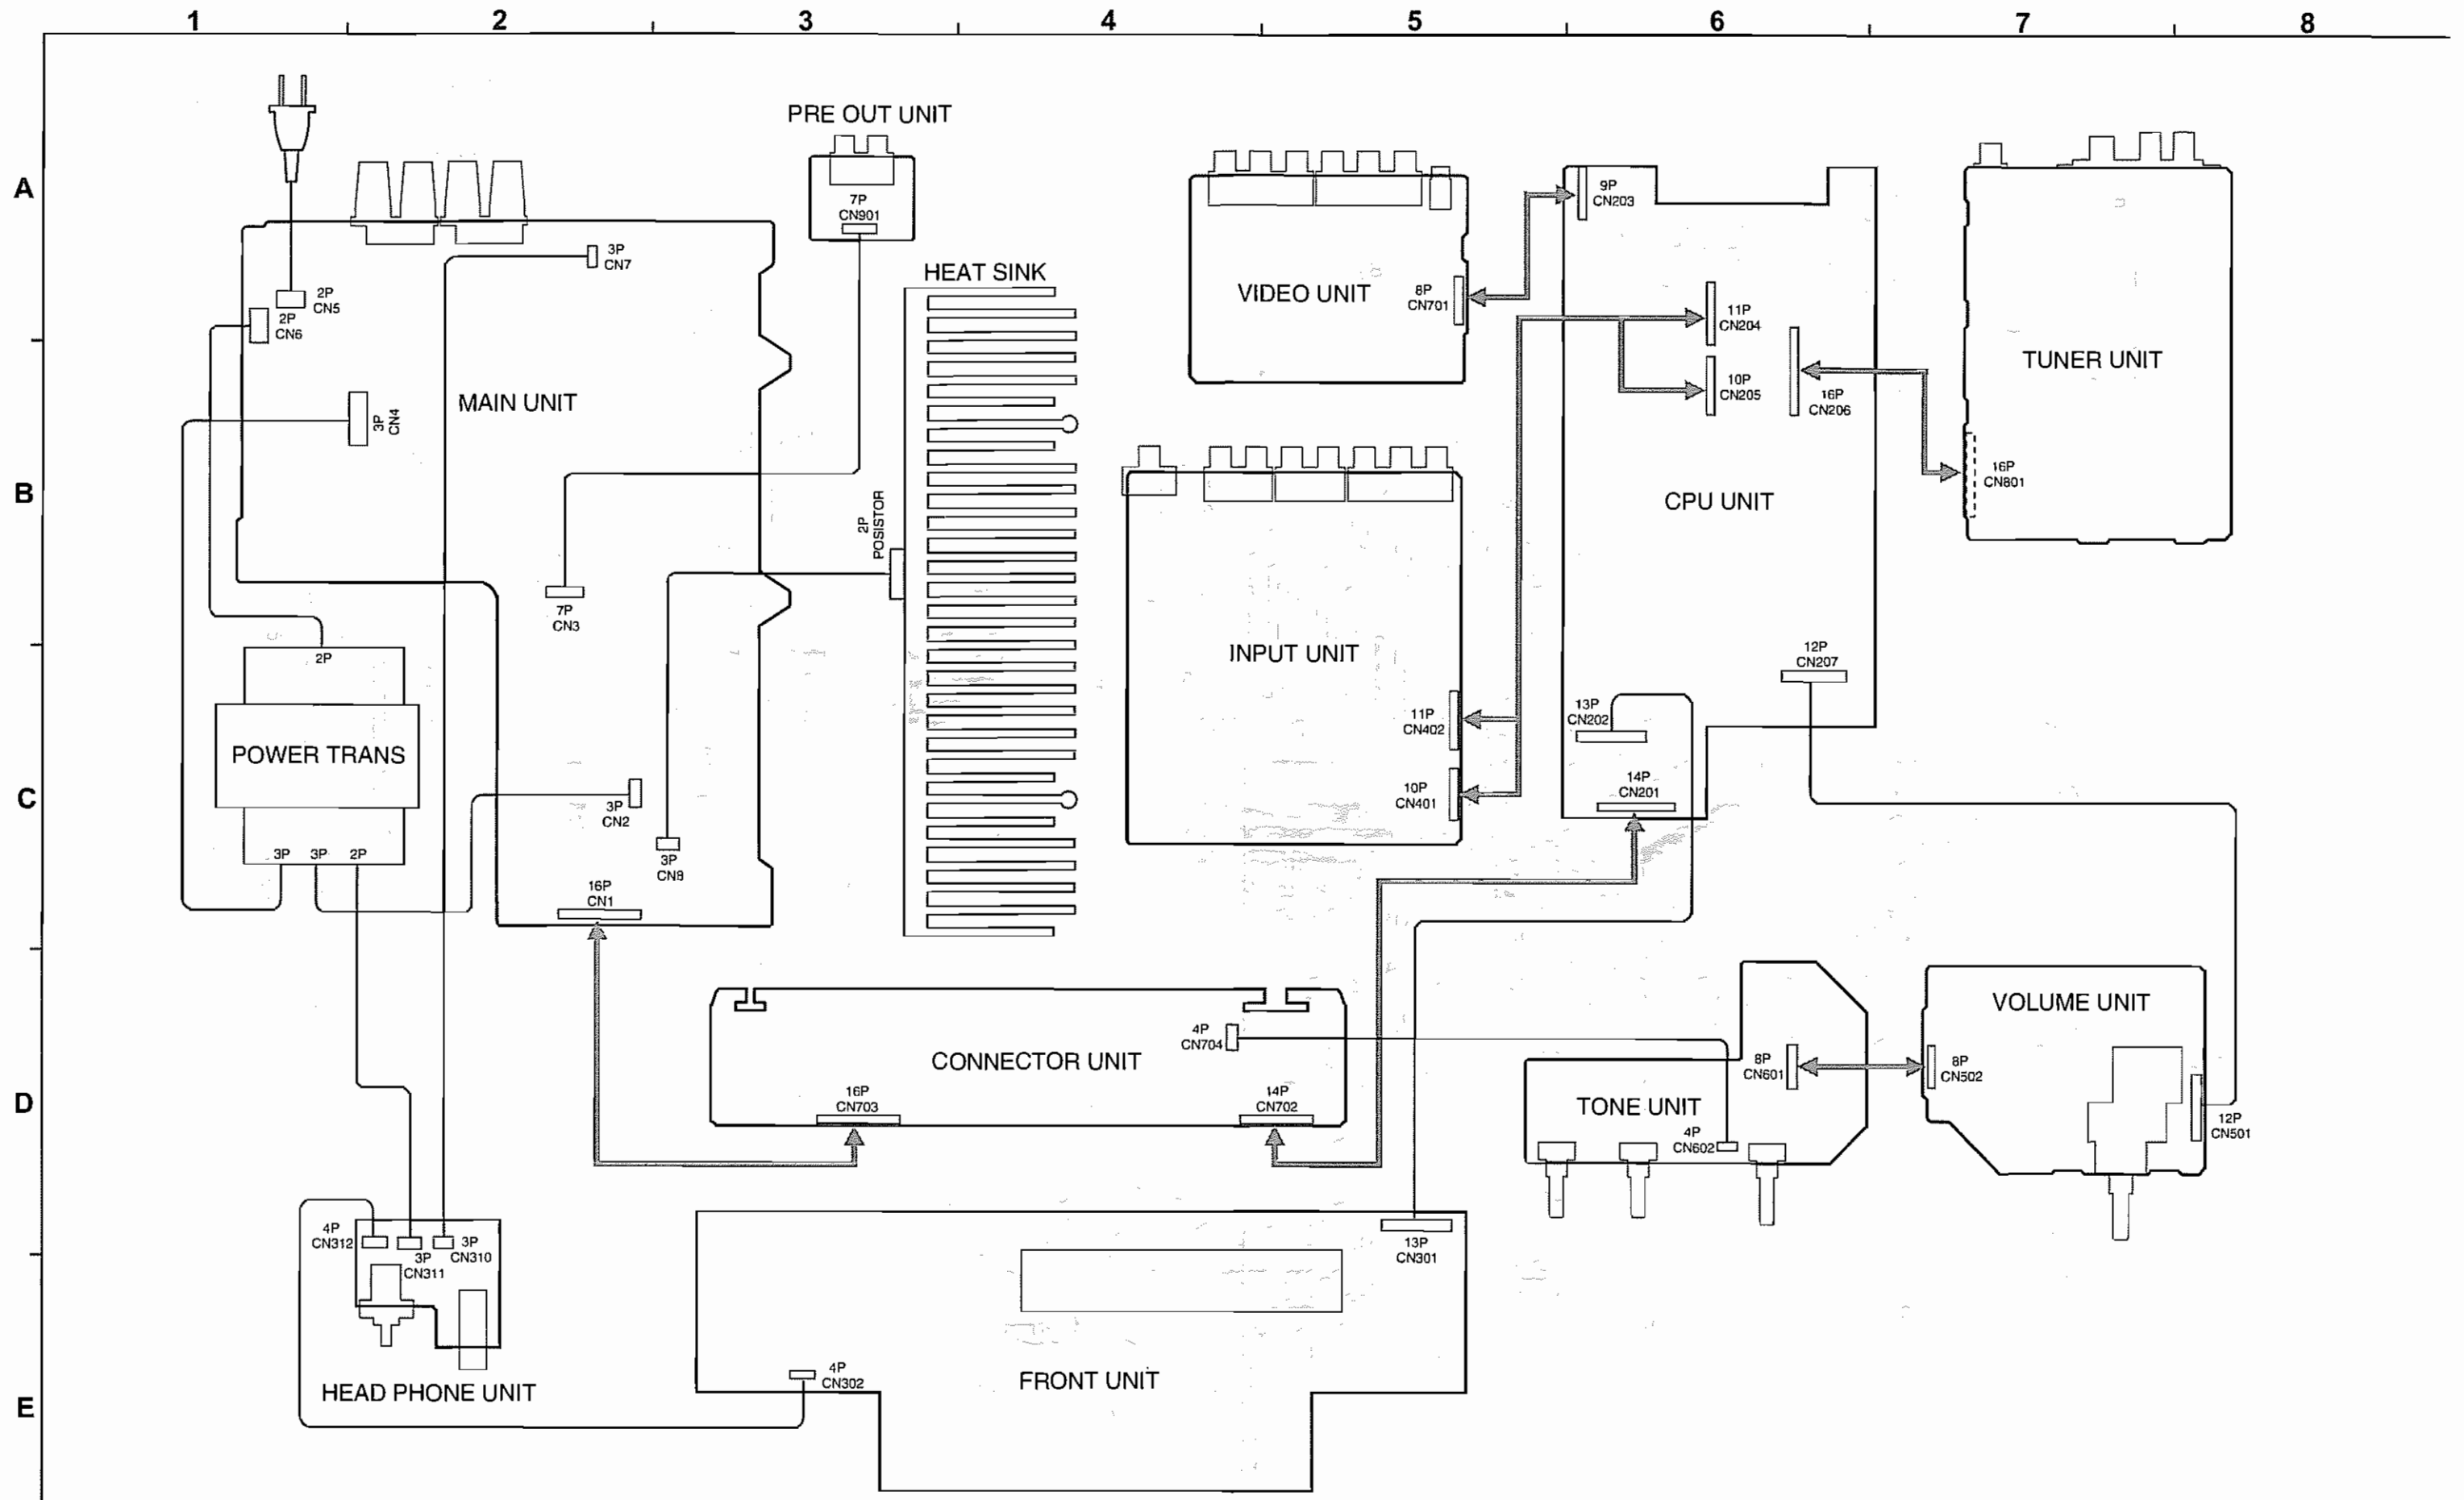 1 2 3 4 5 6 7 8
A
B
C
D
E
PRE OUT UNIT
7P
CN901
3P
CN7
2P
CN5
2P
CN6
MAIN UNIT
3P
CN4
7P
CN3
3P
CN2
3P
CN8
16P
CN1
HEAT SINK
2P
POSISTOR
2P
POWER TRANS
3P 3P 2P
VIDEO UNIT
8P
CN701
INPUT UNIT
11P
CN402
10P
CN401
9P
CN203
11P
CN204
10P
CN205
16P
CN206
CPU UNIT
12P
CN207
13P
CN202
14P
CN201
TUNER UNIT
16P
CN801
CONNECTOR UNIT
4P
CN704
16P
CN703
14P
CN702
TONE UNIT
8P
CN601
4P
CN602
VOLUME UNIT
8P
CN502
12P
CN501
4P
CN312
3P
CN311
3P
CN310
HEAD PHONE UNIT
FRONT UNIT
13P
CN301
4P
CN302